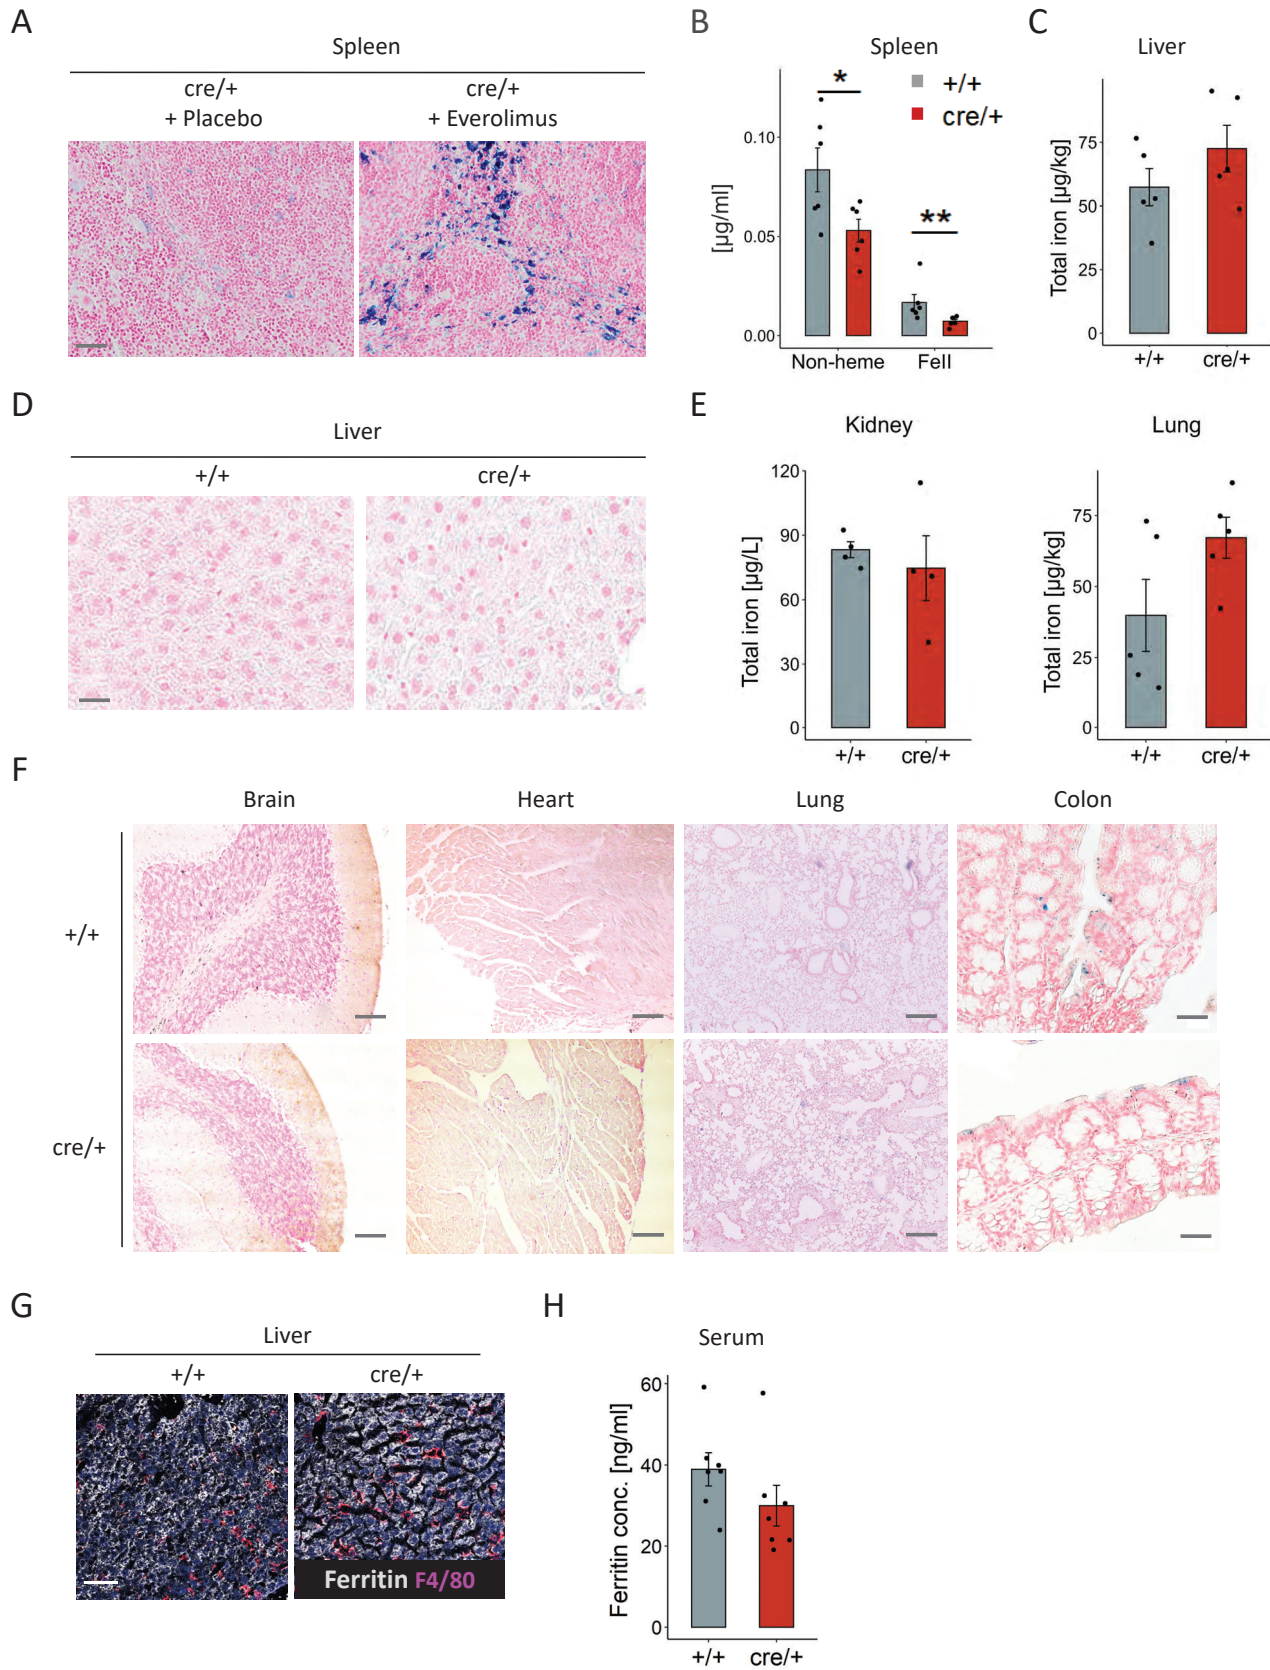 A
Spleen
cre/+
+ Placebo
cre/+
+ Everolimus
B
Spleen
+/+
cre/+
*
**
[µg/ml]
0.10
0.05
0.00
Non-heme
FeII
C
Liver
Total iron [µg/kg]
75
50
25
0
+/+
cre/+
D
Liver
+/+
cre/+
E
Kidney
Total iron [µg/L]
120
90
60
30
0
+/+
cre/+
Lung
Total iron [µg/kg]
75
50
25
0
+/+
cre/+
F
Brain
Heart
Lung
Colon
+/+
cre/+
G
Liver
+/+
cre/+
Ferritin F4/80
H
Serum
Ferritin conc. [ng/ml]
60
40
20
0
+/+
cre/+